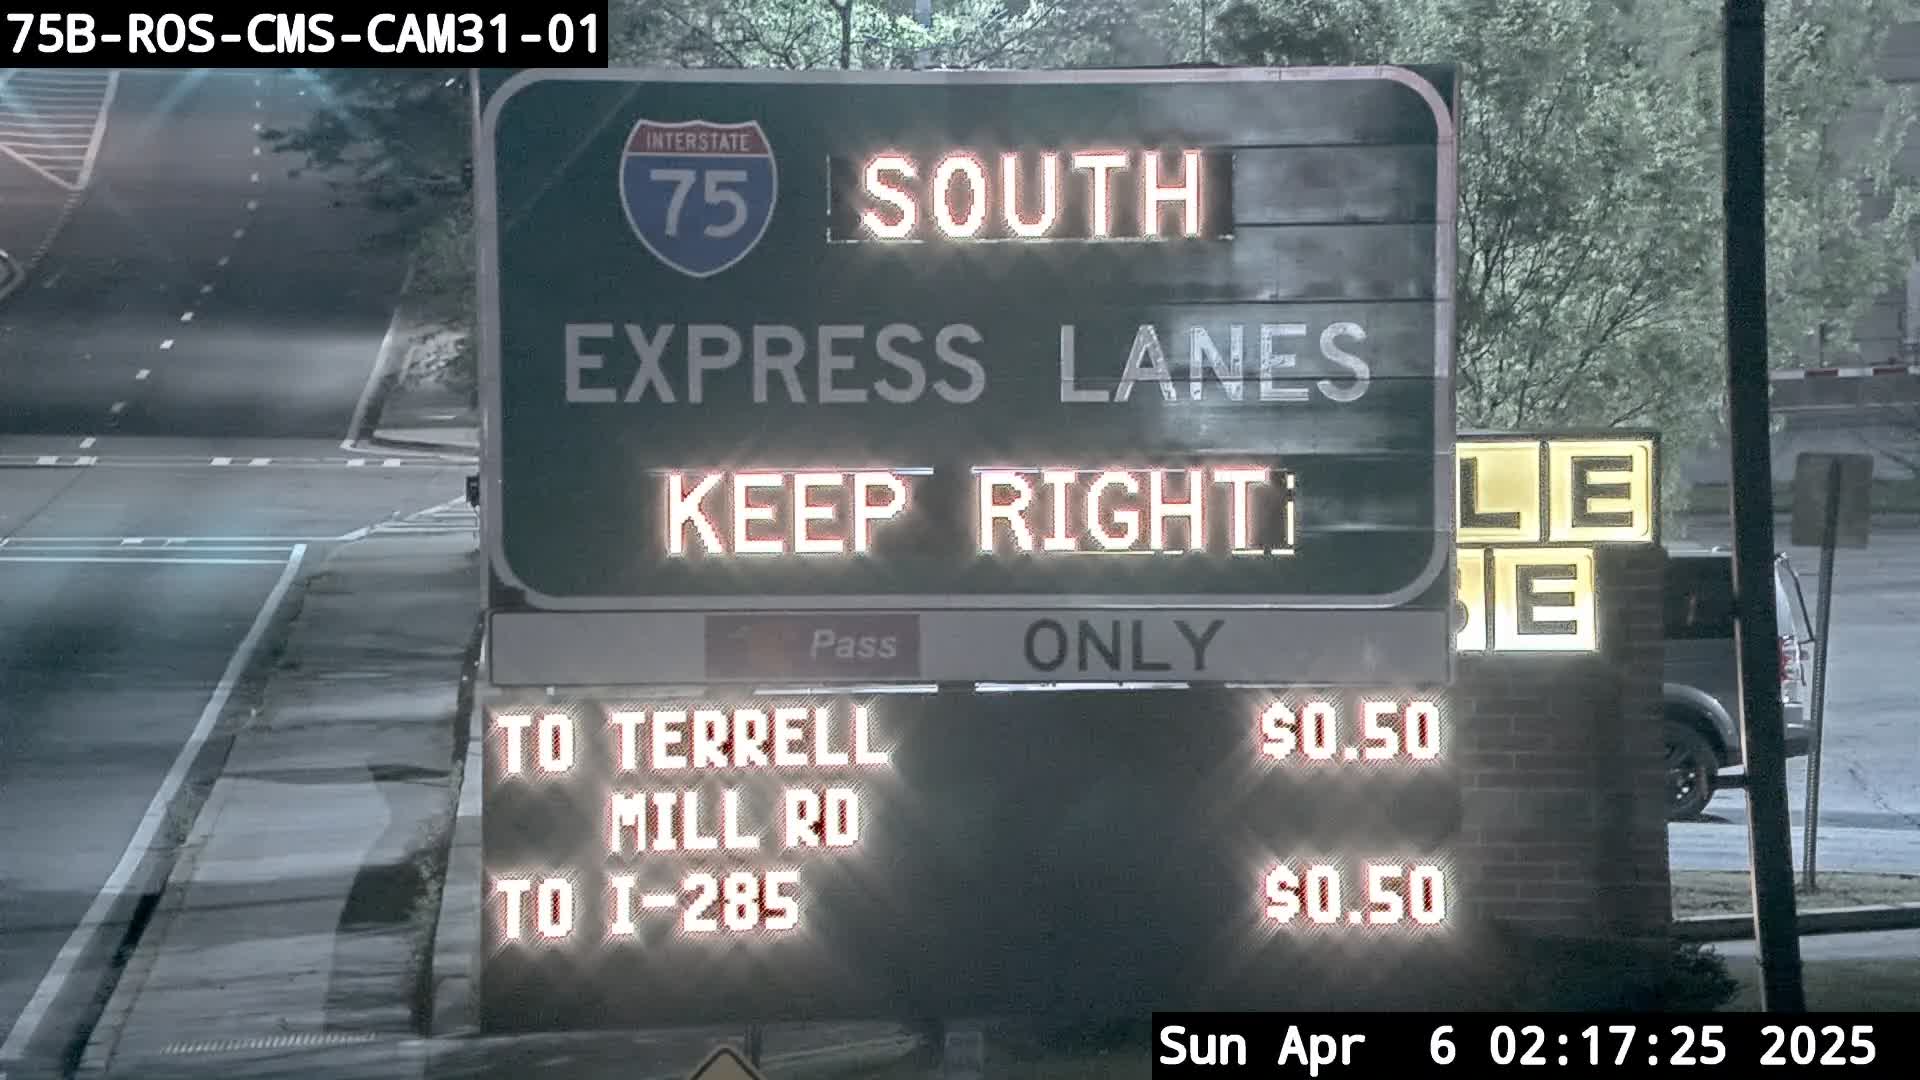 75B-ROS-CMS-CAM31-01
INTERSTATE
75
SOUTH
EXPRESS LANES
KEEP RIGHT
Pass ONLY
TO TERRELL $0.50
MILL RD
TO I-285 $0.50
LE
E
Sun Apr 6 02:17:25 2025